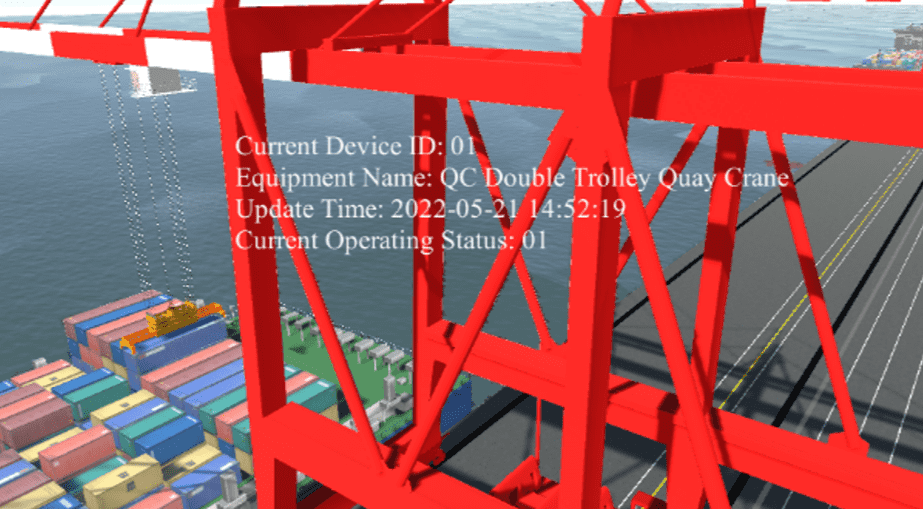 Current Device ID: 01
Equipment Name: QC Double Trolley Quay Crane
Update Time: 2022-05-21 14:52:19
Current Operating Status: 01